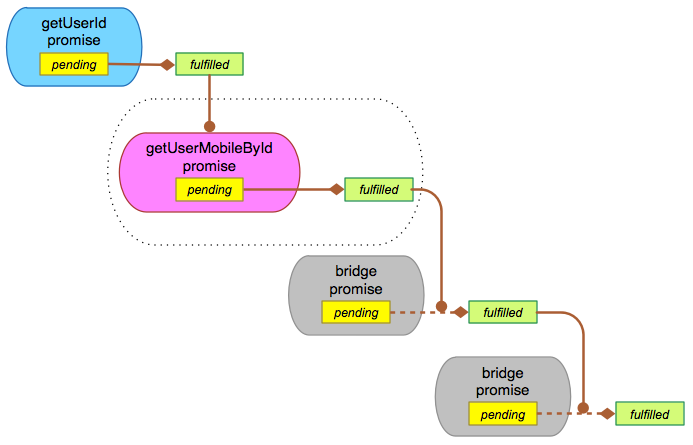 getUserId
promise
pending
fulfilled
getUserMobileById
promise
pending
fulfilled
bridge
promise
pending
fulfilled
bridge
promise
pending
fulfilled